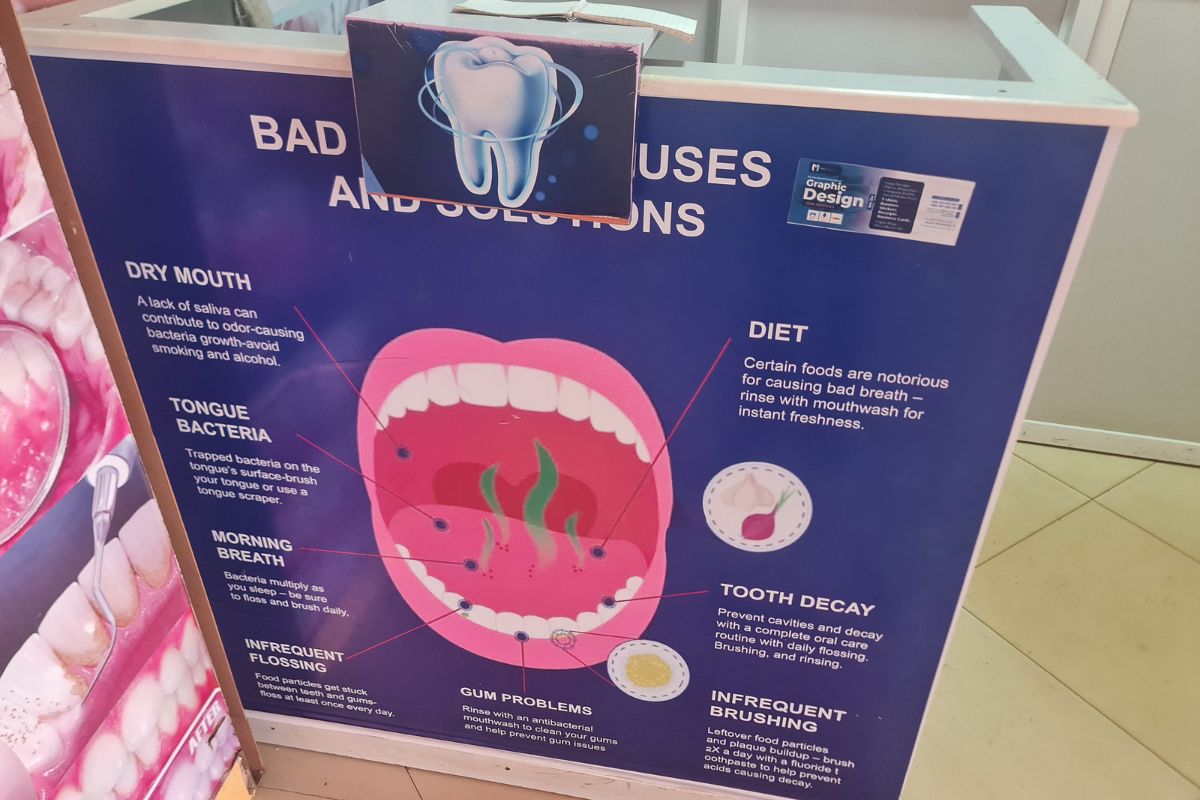 BAD
USES
AND SOLUTIONS
Graphic
Design
DRY MOUTH
A lack of saliva can
contribute to odor-causing
bacteria growth-avoid
smoking and alcohol.
TONGUE
BACTERIA
Trapped bacteria on the
tongue's surface-brush
your tongue or use a
tongue scraper.
MORNING
BREATH
Bacteria multiply as
you sleep – be sure
to floss and brush daily,
INFREQUENT
FLOSSING
Food particles get stuck
between teeth and gums-
floss at least once every day.
GUM PROBLEMS
Rinse with an antibacterial
mouthwash to clean your gums
and help prevent gum issues
DIET
Certain foods are notorious
for causing bad breath –
rinse with mouthwash for
instant freshness.
TOOTH DECAY
Prevent cavities and decay
with a complete oral care
routine with daily flossing.
Brushing, and rinsing.
INFREQUENT
BRUSHING
Leftover food particles
and plaque buildup – brush
2X a day with a fluoride t
oothpaste to help prevent
acids causing decay.
AFTER